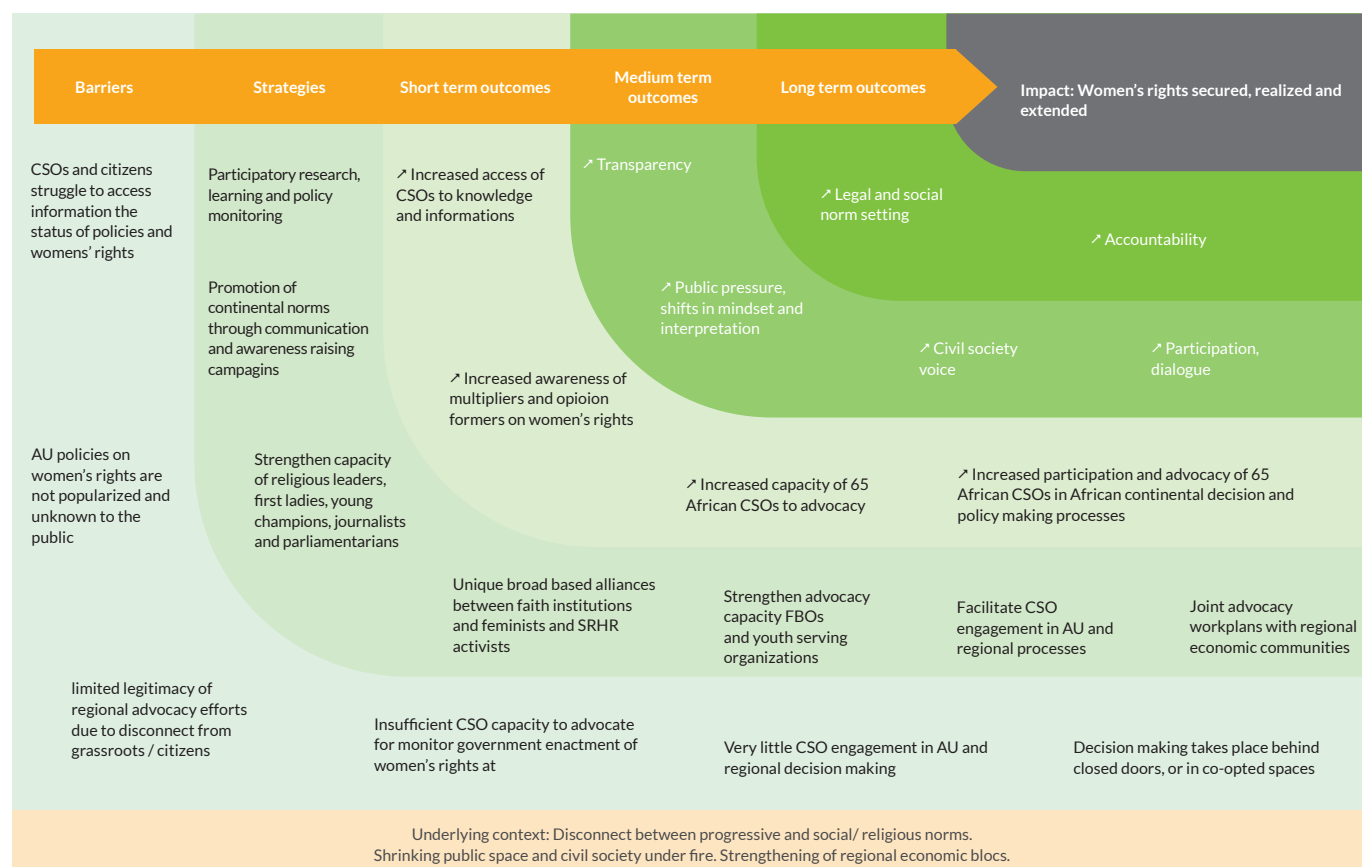 Barriers
Strategies
Short term outcomes
Medium term
outcomes
Long term outcomes
Impact: Women's rights secured, realized and
extended
CSOs and citizens
struggle to access
information the
status of policies and
womens' rights
Participatory research,
learning and policy
monitoring
↗ Increased access of
CSOs to knowledge
and informations
↗ Transparency
↗ Legal and social
norm setting
↗ Accountability
Promotion of
continental norms
through communication
and awareness raising
campagins
↗ Public pressure,
shifts in mindset and
interpretation
↗ Civil society
voice
↗ Participation,
dialogue
↗ Increased awareness of
multipliers and opioion
formers on women's rights
AU policies on
women's rights are
not popularized and
unknown to the
public
Strengthen capacity
of religious leaders,
first ladies, young
champions, journalists
and parliamentarians
↗ Increased capacity of 65
African CSOs to advocacy
↗ Increased participation and advocacy of 65
African CSOs in African continental decision and
policy making processes
Unique broad based alliances
between faith institutions
and feminists and SRHR
activists
Strengthen advocacy
capacity FBOs
and youth serving
organizations
Facilitate CSO
engagement in AU and
regional processes
Joint advocacy
workplans with regional
economic communities
limited legitimacy of
regional advocacy efforts
due to disconnect from
grassroots / citizens
Insufficient CSO capacity to advocate
for monitor government enactment of
women's rights at
Very little CSO engagement in AU and
regional decision making
Decision making takes place behind
closed doors, or in co-opted spaces
Underlying context: Disconnect between progressive and social/ religious norms.
Shrinking public space and civil society under fire. Strengthening of regional economic blocs.